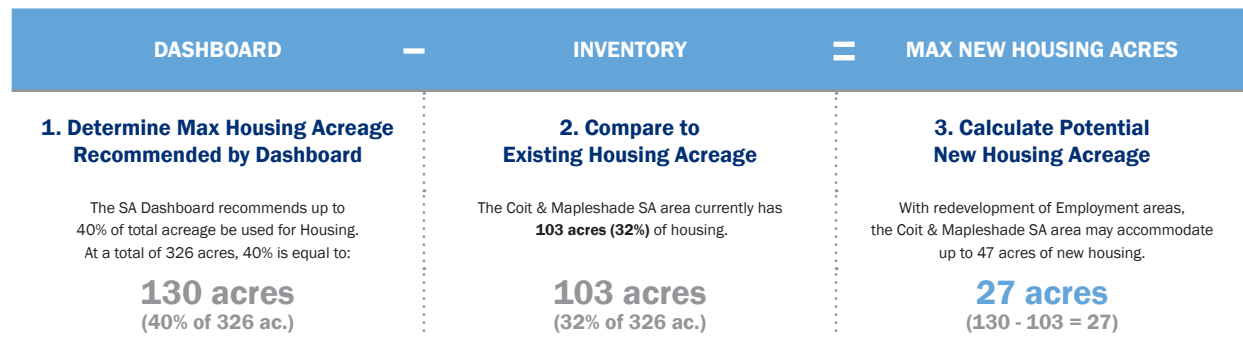 DASHBOARD – INVENTORY = MAX NEW HOUSING ACRES
1. Determine Max Housing Acreage
Recommended by Dashboard
The SA Dashboard recommends up to
40% of total acreage be used for Housing.
At a total of 326 acres, 40% is equal to:
130 acres
(40% of 326 ac.)
2. Compare to
Existing Housing Acreage
The Coit & Mapleshade SA area currently has
103 acres (32%) of housing.
103 acres
(32% of 326 ac.)
3. Calculate Potential
New Housing Acreage
With redevelopment of Employment areas,
the Coit & Mapleshade SA area may accommodate
up to 47 acres of new housing.
27 acres
(130 - 103 = 27)